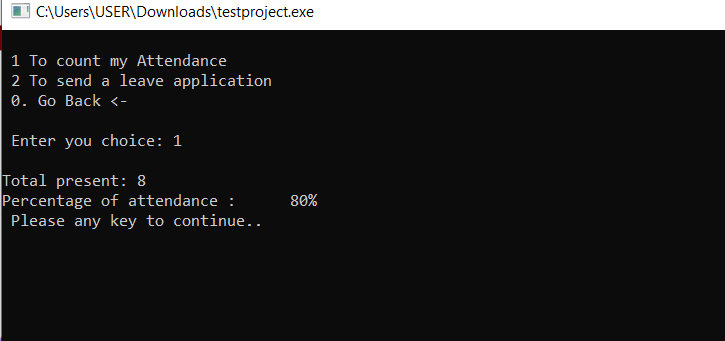 C:\Users\USER\Downloads\testproject.exe
1 To count my Attendance
2 To send a leave application
0. Go Back <-
Enter you choice: 1
Total present: 8
Percentage of attendance :      80%
Please any key to continue..